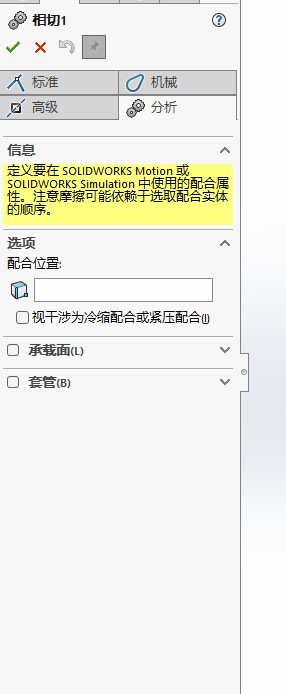 相切1
标准
机械
高级
分析
信息
定义要在 SOLIDWORKS Motion 或
SOLIDWORKS Simulation 中使用的配合属
性。注意摩擦可能依赖于选取配合实体
的顺序。
选项
配合位置:
视干涉为冷缩配合或紧压配合(I)
承载面(L)
套管(B)